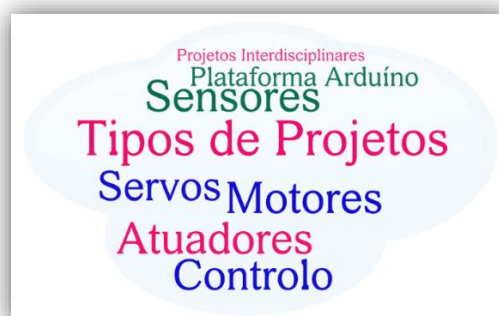 Projetos Interdisciplinares
Plataforma Arduíno
Sensores
Tipos de Projetos
Servos Motores
Atuadores
Controlo